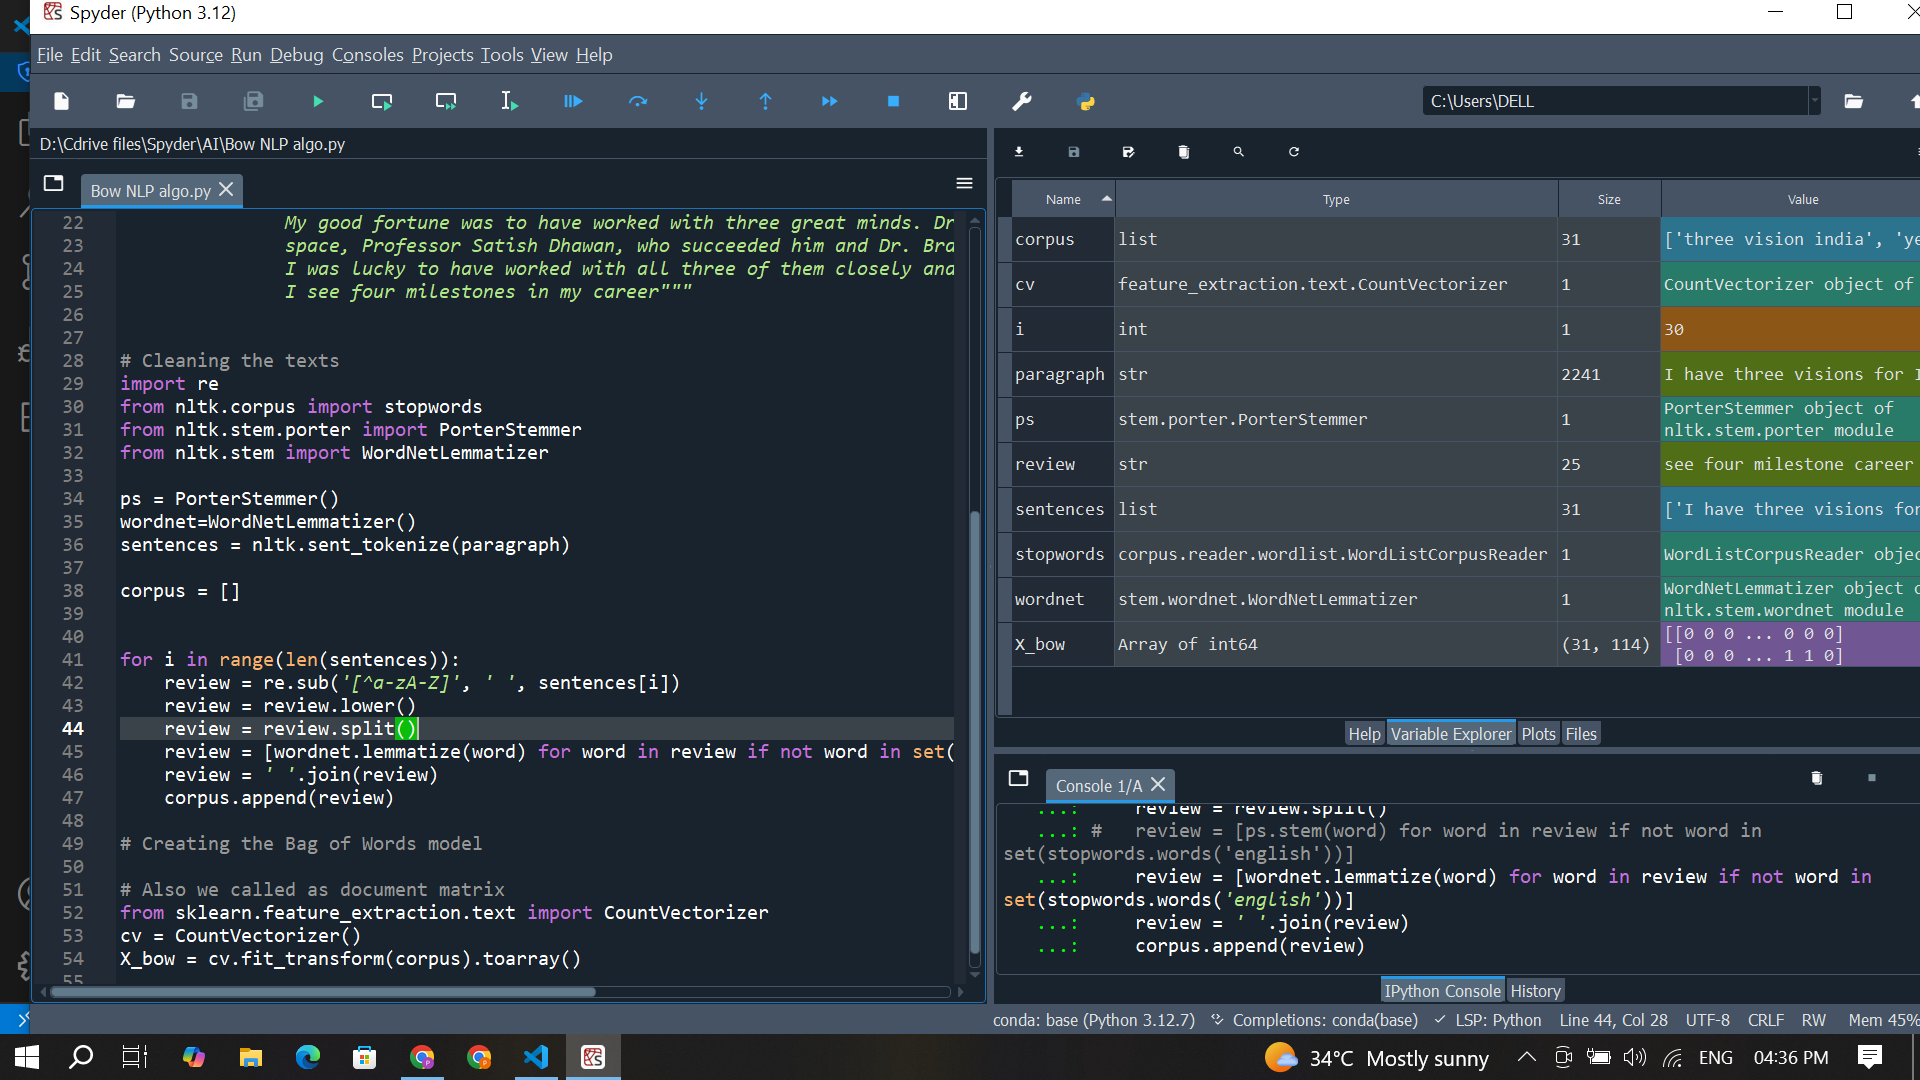 Spyder (Python 3.12)
File Edit Search Source Run Debug Consoles Projects Tools View Help
C:\Users\DELL
D:\Cdrive files\Spyder\AI\Bow NLP algo.py
Bow NLP algo.py
22 My good fortune was to have worked with three great minds. Dr
23 space, Professor Satish Dhawan, who succeeded him and Dr. Bra
24 I was lucky to have worked with all three of them closely and
25 I see four milestones in my career"""
26
27
28 # Cleaning the texts
29 import re
30 from nltk.corpus import stopwords
31 from nltk.stem.porter import PorterStemmer
32 from nltk.stem import WordNetLemmatizer
33
34 ps = PorterStemmer()
35 wordnet=WordNetLemmatizer()
36 sentences = nltk.sent_tokenize(paragraph)
37
38 corpus = []
39
40
41 for i in range(len(sentences)):
42 review = re.sub('[^a-zA-Z]', ' ', sentences[i])
43 review = review.lower()
44 review = review.split()
45 review = [wordnet.lemmatize(word) for word in review if not word in set(
46 review = ' '.join(review)
47 corpus.append(review)
48
49 # Creating the Bag of Words model
50
51 # Also we called as document matrix
52 from sklearn.feature_extraction.text import CountVectorizer
53 cv = CountVectorizer()
54 X_bow = cv.fit_transform(corpus).toarray()
55
Name Type Size Value
corpus list 31 ['three vision india', 'ye
cv feature_extraction.text.CountVectorizer 1 CountVectorizer object of
i int 1 30
paragraph str 2241 I have three visions for I
ps stem.porter.PorterStemmer 1 PorterStemmer object of
nltk.stem.porter module
review str 25 see four milestone career
sentences list 31 ['I have three visions for
stopwords corpus.reader.wordlist.WordListCorpusReader 1 WordListCorpusReader objec
wordnet stem.wordnet.WordNetLemmatizer 1 WordNetLemmatizer object o
nltk.stem.wordnet module
X_bow Array of int64 (31, 114) [[0 0 0 ... 0 0 0]
[0 0 0 ... 1 1 0]
Help Variable Explorer Plots Files
Console 1/A
...: review = review.split()
...: # review = [ps.stem(word) for word in review if not word in
set(stopwords.words('english'))]
...: review = [wordnet.lemmatize(word) for word in review if not word in
set(stopwords.words('english'))]
...: review = ' '.join(review)
...: corpus.append(review)
IPython Console History
conda: base (Python 3.12.7) Completions: conda(base) LSP: Python Line 44, Col 28 UTF-8 CRLF RW Mem 45%
34°C Mostly sunny ENG 04:36 PM